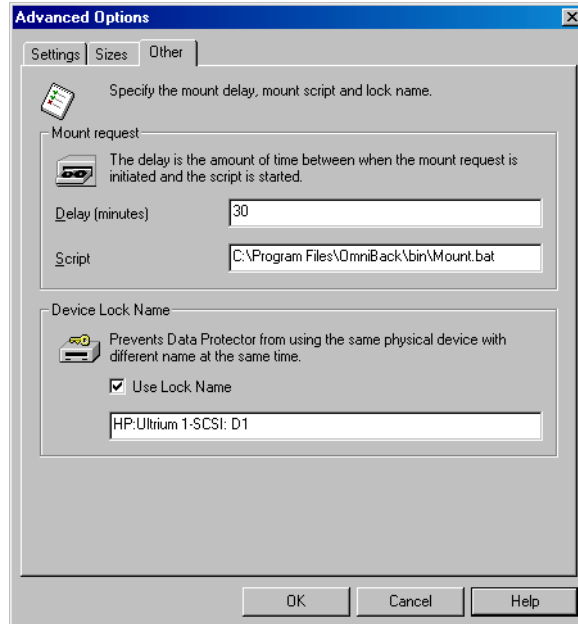 Advanced Options
Settings Sizes Other
Specify the mount delay, mount script and lock name.
Mount request
The delay is the amount of time between when the mount request is
initiated and the script is started.
Delay (minutes) 30
Script C:\Program Files\OmniBack\bin\Mount.bat
Device Lock Name
Prevents Data Protector from using the same physical device with
different name at the same time.
Use Lock Name
HP:Ultrium 1-SCSI: D1
OK Cancel Help